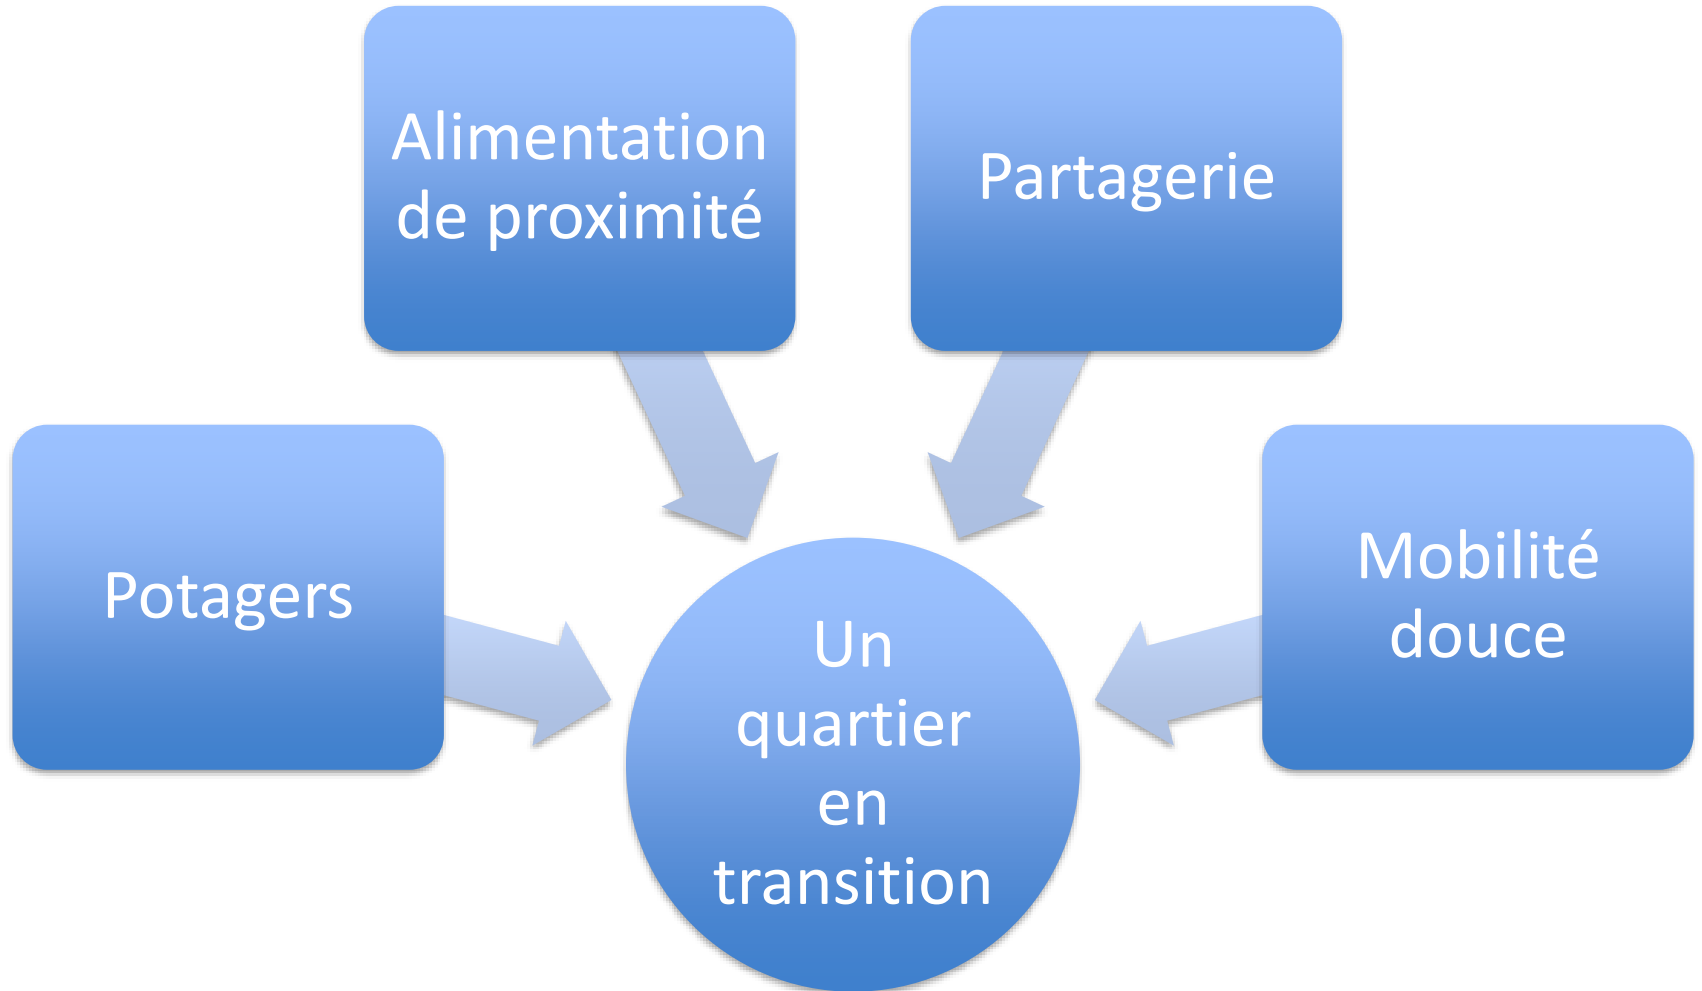 Alimentation
de proximité
Partagerie
Potagers
Mobilité
douce
Un
quartier
en
transition